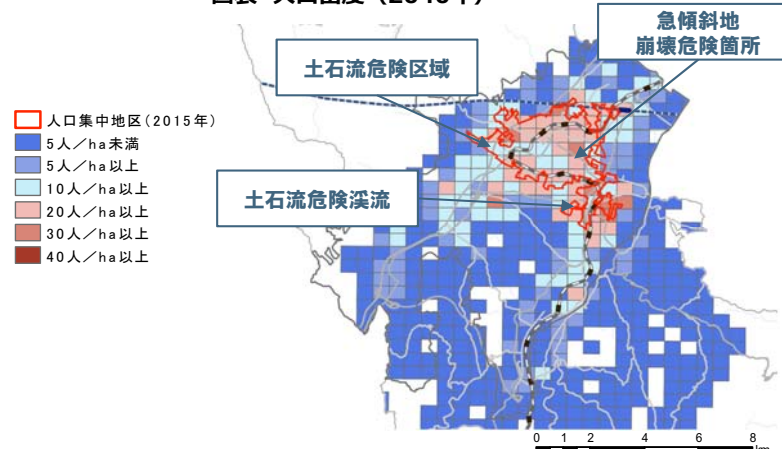 急傾斜地
崩壊危険箇所
土石流危険区域
人口集中地区(2015年)
5人/ha未満
5人/ha以上
10人/ha以上
20人/ha以上
30人/ha以上
40人/ha以上
土石流危険渓流
0 1 2 4 6 8
km